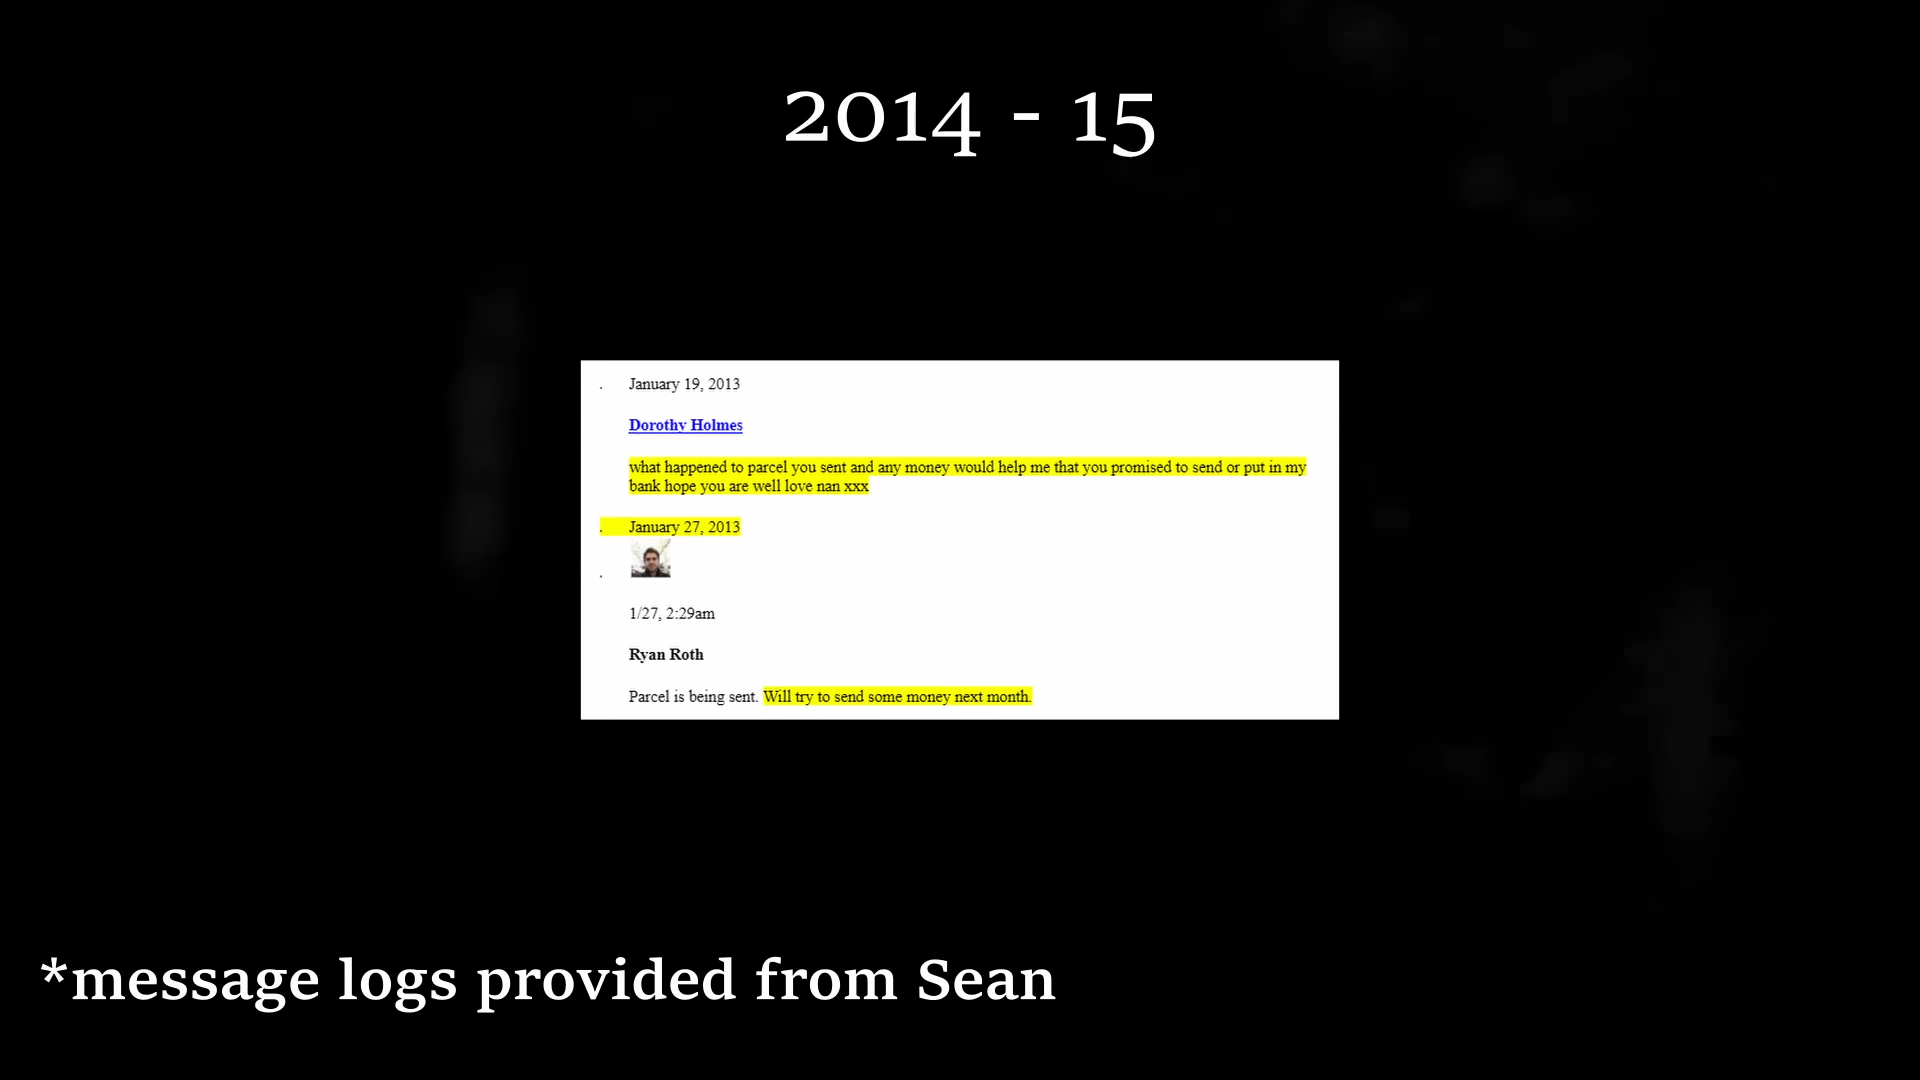 2014 - 15
January 19, 2013
Dorothy Holmes
what happened to parcel you sent and any money would help me that you promised to send or put in my
bank hope you are well love nan xxx
January 27, 2013
1/27, 2:29am
Ryan Roth
Parcel is being sent. Will try to send some money next month.
*message logs provided from Sean